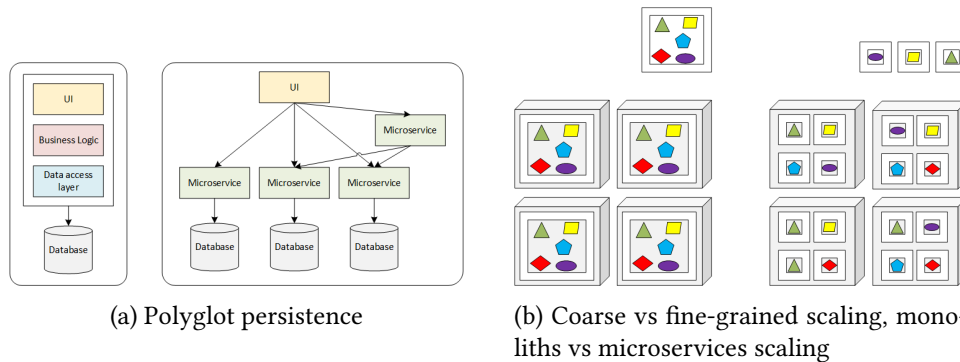 UI
Business Logic
Data access
layer
Database
UI
Microservice
Microservice
Microservice
Microservice
Database
Database
Database
(a) Polyglot persistence
(b) Coarse vs fine-grained scaling, mono-
liths vs microservices scaling